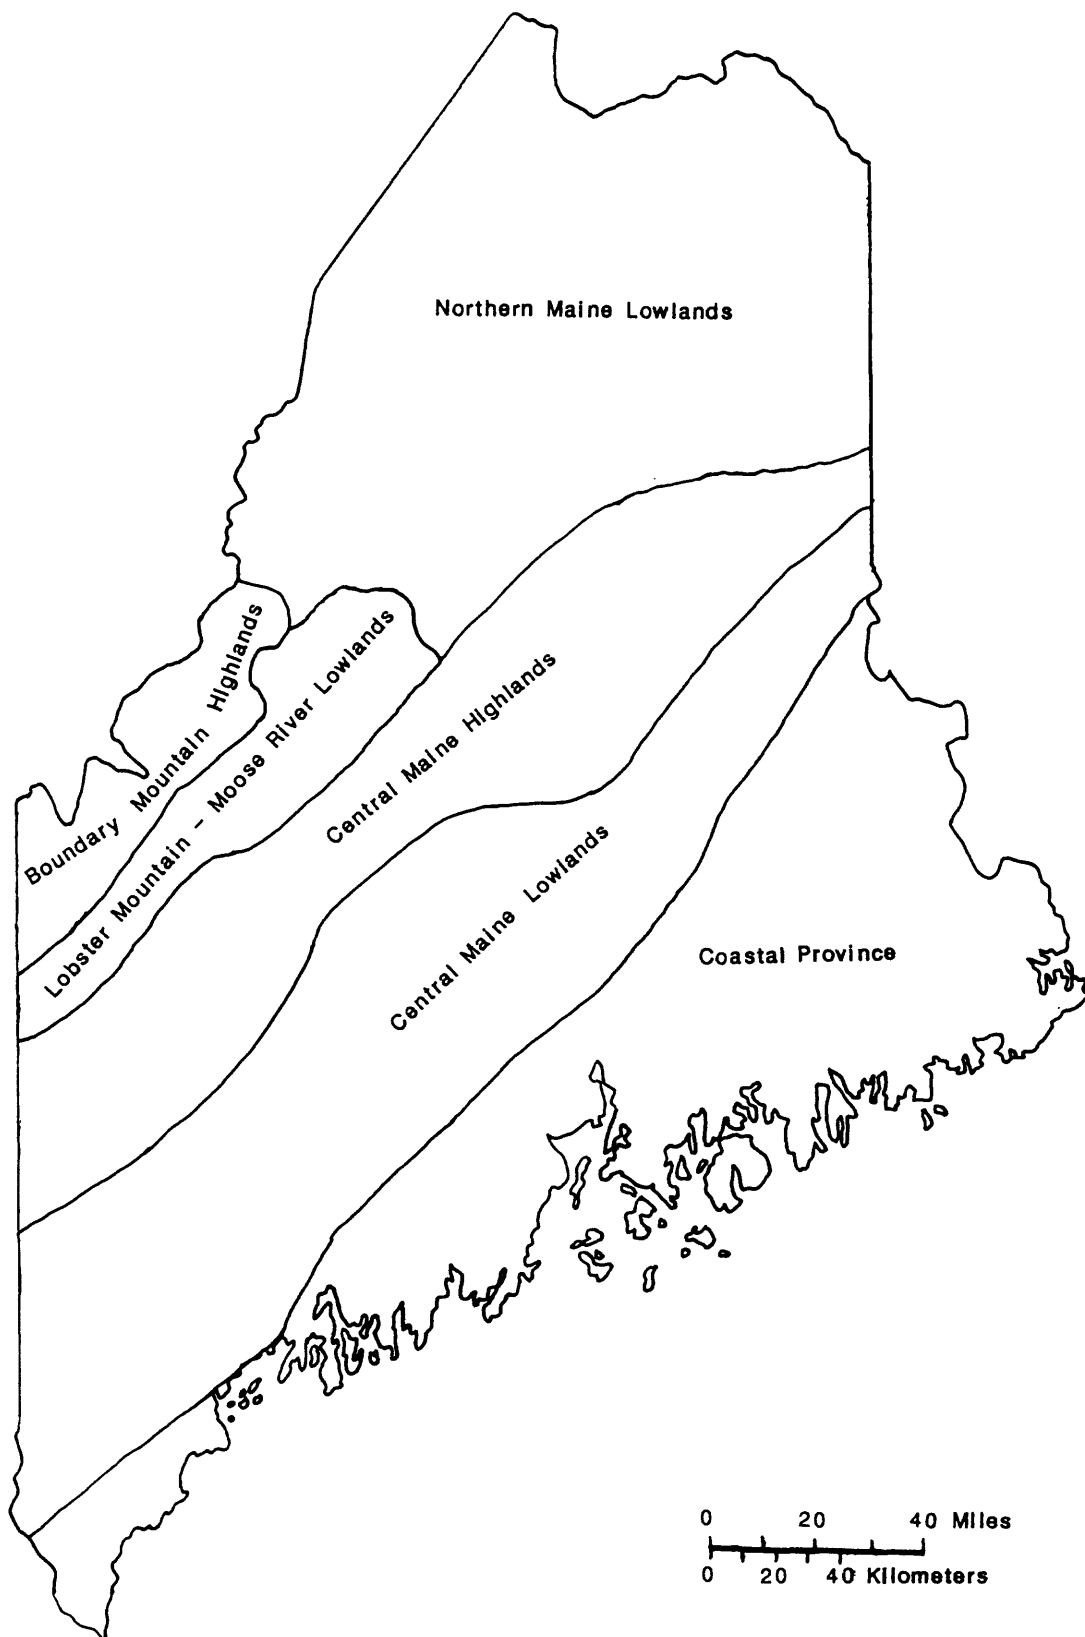 Northern Maine Lowlands
Boundary Mountain Highlands
Lobster Mountain - Moose River Lowlands
Central Maine Highlands
Central Maine Lowlands
Coastal Province
0 20 40 Miles
0 20 40 Kilometers